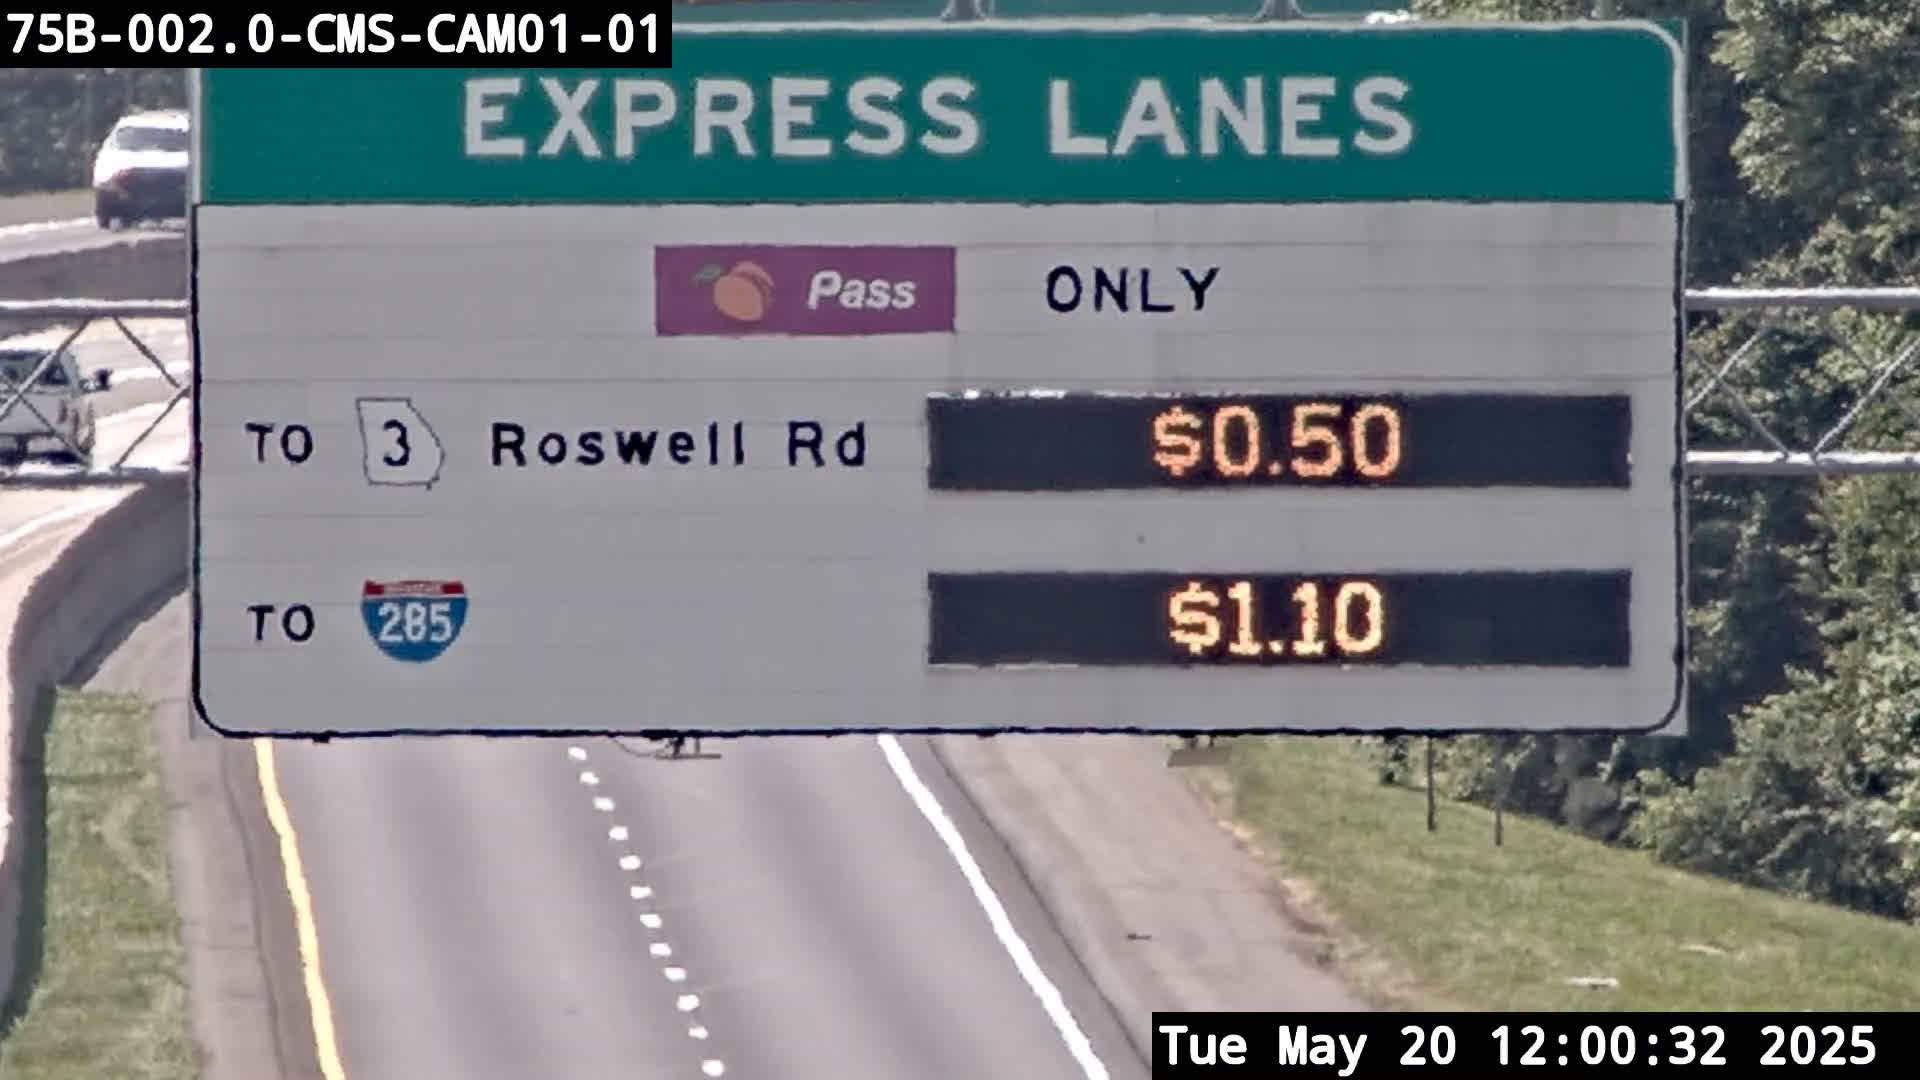 75B-002.0-CMS-CAM01-01
EXPRESS LANES
Pass ONLY
TO 3 Roswell Rd $0.50
TO 285 $1.10
Tue May 20 12:00:32 2025